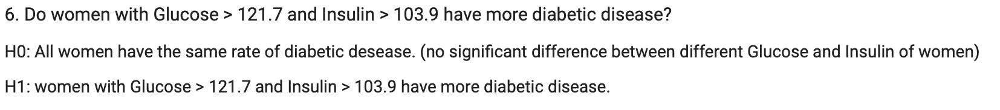 6. Do women with Glucose > 121.7 and Insulin > 103.9 have more diabetic disease?
H0: All women have the same rate of diabetic desease. (no significant difference between different Glucose and Insulin of women)
H1: women with Glucose > 121.7 and Insulin > 103.9 have more diabetic disease.